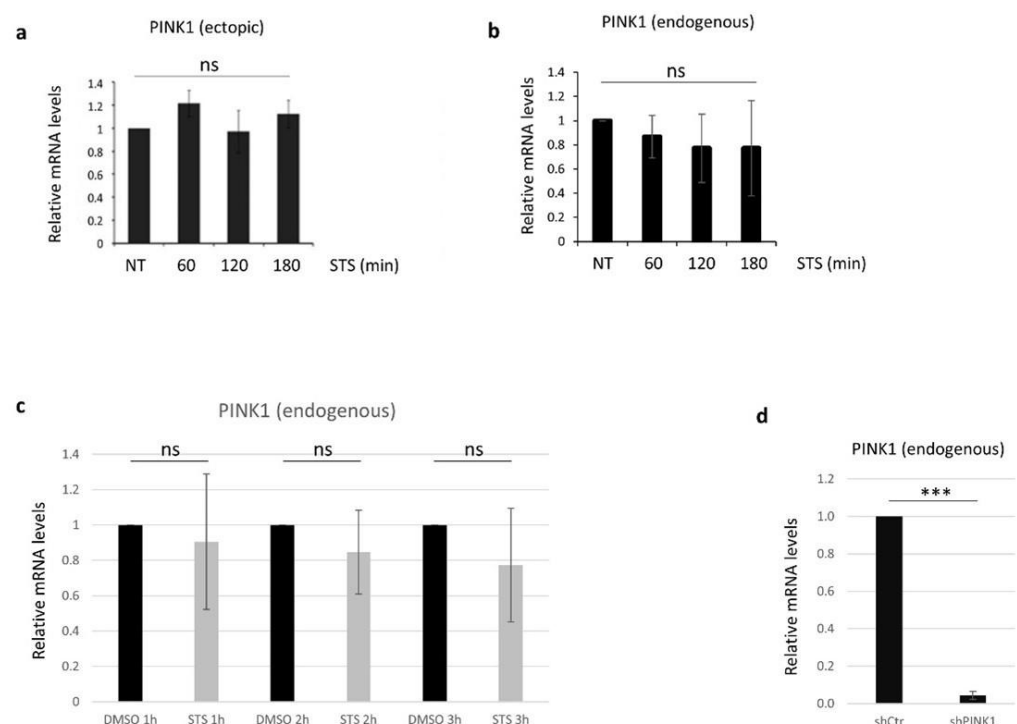 a
PINK1 (ectopic)
ns
Relative mRNA levels
1.4
1.2
1
0.8
0.6
0.4
0.2
0
NT 60 120 180 STS (min)
b
PINK1 (endogenous)
ns
Relative mRNA levels
1.4
1.2
1
0.8
0.6
0.4
0.2
0
NT 60 120 180 STS (min)
c
PINK1 (endogenous)
ns ns ns
Relative mRNA levels
1.4
1.2
1
0.8
0.6
0.4
0.2
0
DMSO 1h STS 1h DMSO 2h STS 2h DMSO 3h STS 3h
d
PINK1 (endogenous)
***
Relative mRNA levels
1.2
1.0
0.8
0.6
0.4
0.2
0.0
shCtr shPINK1